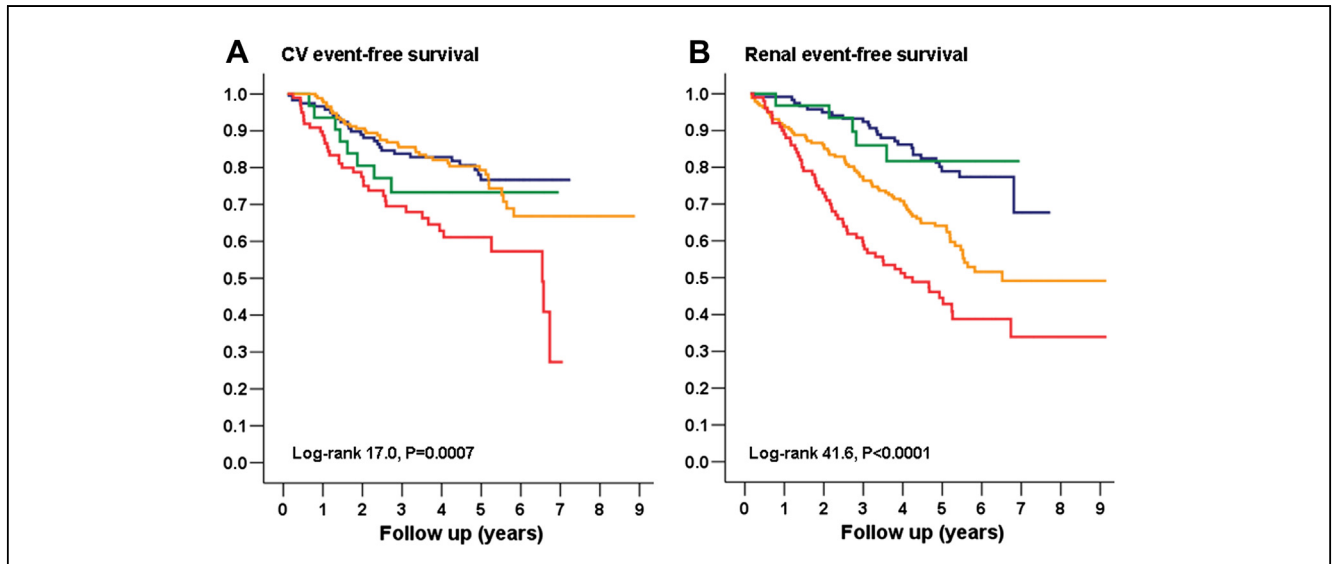 A CV event-free survival
1.0
0.9
0.8
0.7
0.6
0.5
0.4
0.3
0.2
0.1
0.0
Log-rank 17.0, P=0.0007
0 1 2 3 4 5 6 7 8 9
Follow up (years)
B Renal event-free survival
1.0
0.9
0.8
0.7
0.6
0.5
0.4
0.3
0.2
0.1
0.0
Log-rank 41.6, P<0.0001
0 1 2 3 4 5 6 7 8 9
Follow up (years)